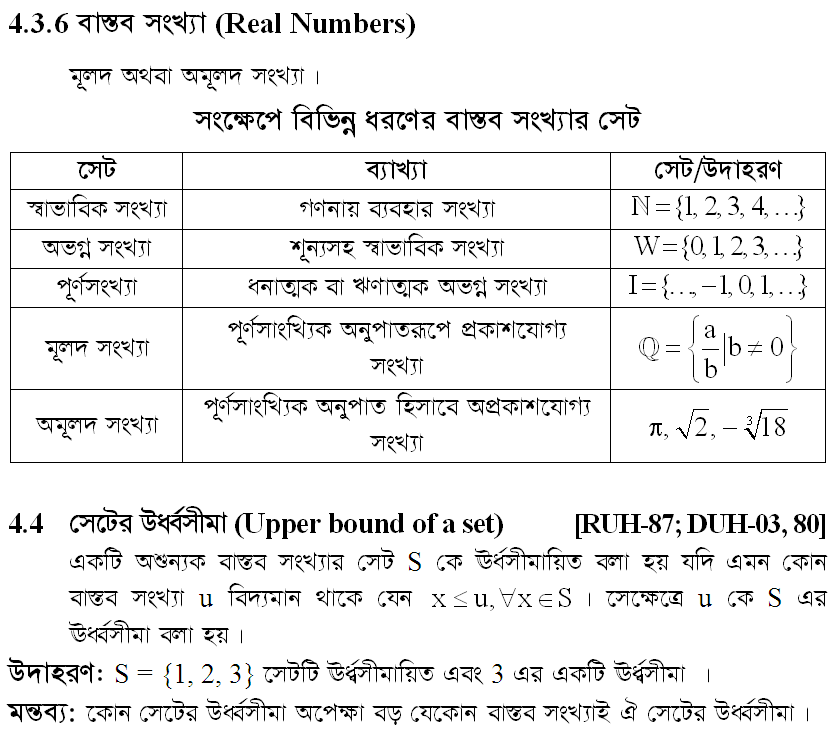 4.3.6 বাস্তব সংখ্যা (Real Numbers)
মূলদ অথবা অমূলদ সংখ্যা ।
সংক্ষেপে বিভিন্ন ধরণের বাস্তব সংখ্যার সেট
সেট ব্যাখ্যা সেট/উদাহরণ
স্বাভাবিক সংখ্যা গণনায় ব্যবহার সংখ্যা ℕ={1, 2, 3, 4, …}
অভগ্ন সংখ্যা শূন্যসহ স্বাভাবিক সংখ্যা W={0, 1, 2, 3, …}
পূর্ণসংখ্যা ধনাত্মক বা ঋণাত্মক অভগ্ন সংখ্যা I={…, −1, 0, 1, …}
মূলদ সংখ্যা পূর্ণসাংখ্যিক অনুপাতরূপে প্রকাশযোগ্য
সংখ্যা ℚ = {a/b | b ≠ 0}
অমূলদ সংখ্যা পূর্ণসাংখ্যিক অনুপাত হিসাবে অপ্রকাশযোগ্য
সংখ্যা π, √2, −∛18
4.4 সেটের উর্ধ্বসীমা (Upper bound of a set) [RUH-87; DUH-03, 80]
একটি অশুন্যক বাস্তব সংখ্যার সেট S কে উর্ধসীমায়িত বলা হয় যদি এমন কোন
বাস্তব সংখ্যা u বিদ্যমান থাকে যেন x ≤ u, ∀x ∈ S । সেক্ষেত্রে u কে S এর
উর্ধ্বসীমা বলা হয় ।
উদাহরণ: S = {1, 2, 3} সেটটি উর্ধ্বসীমায়িত এবং 3 এর একটি উর্ধ্বসীমা ।
মন্তব্য: কোন সেটের উর্ধ্বসীমা অপেক্ষা বড় যেকোন বাস্তব সংখ্যাই ঐ সেটের উর্ধ্বসীমা ।